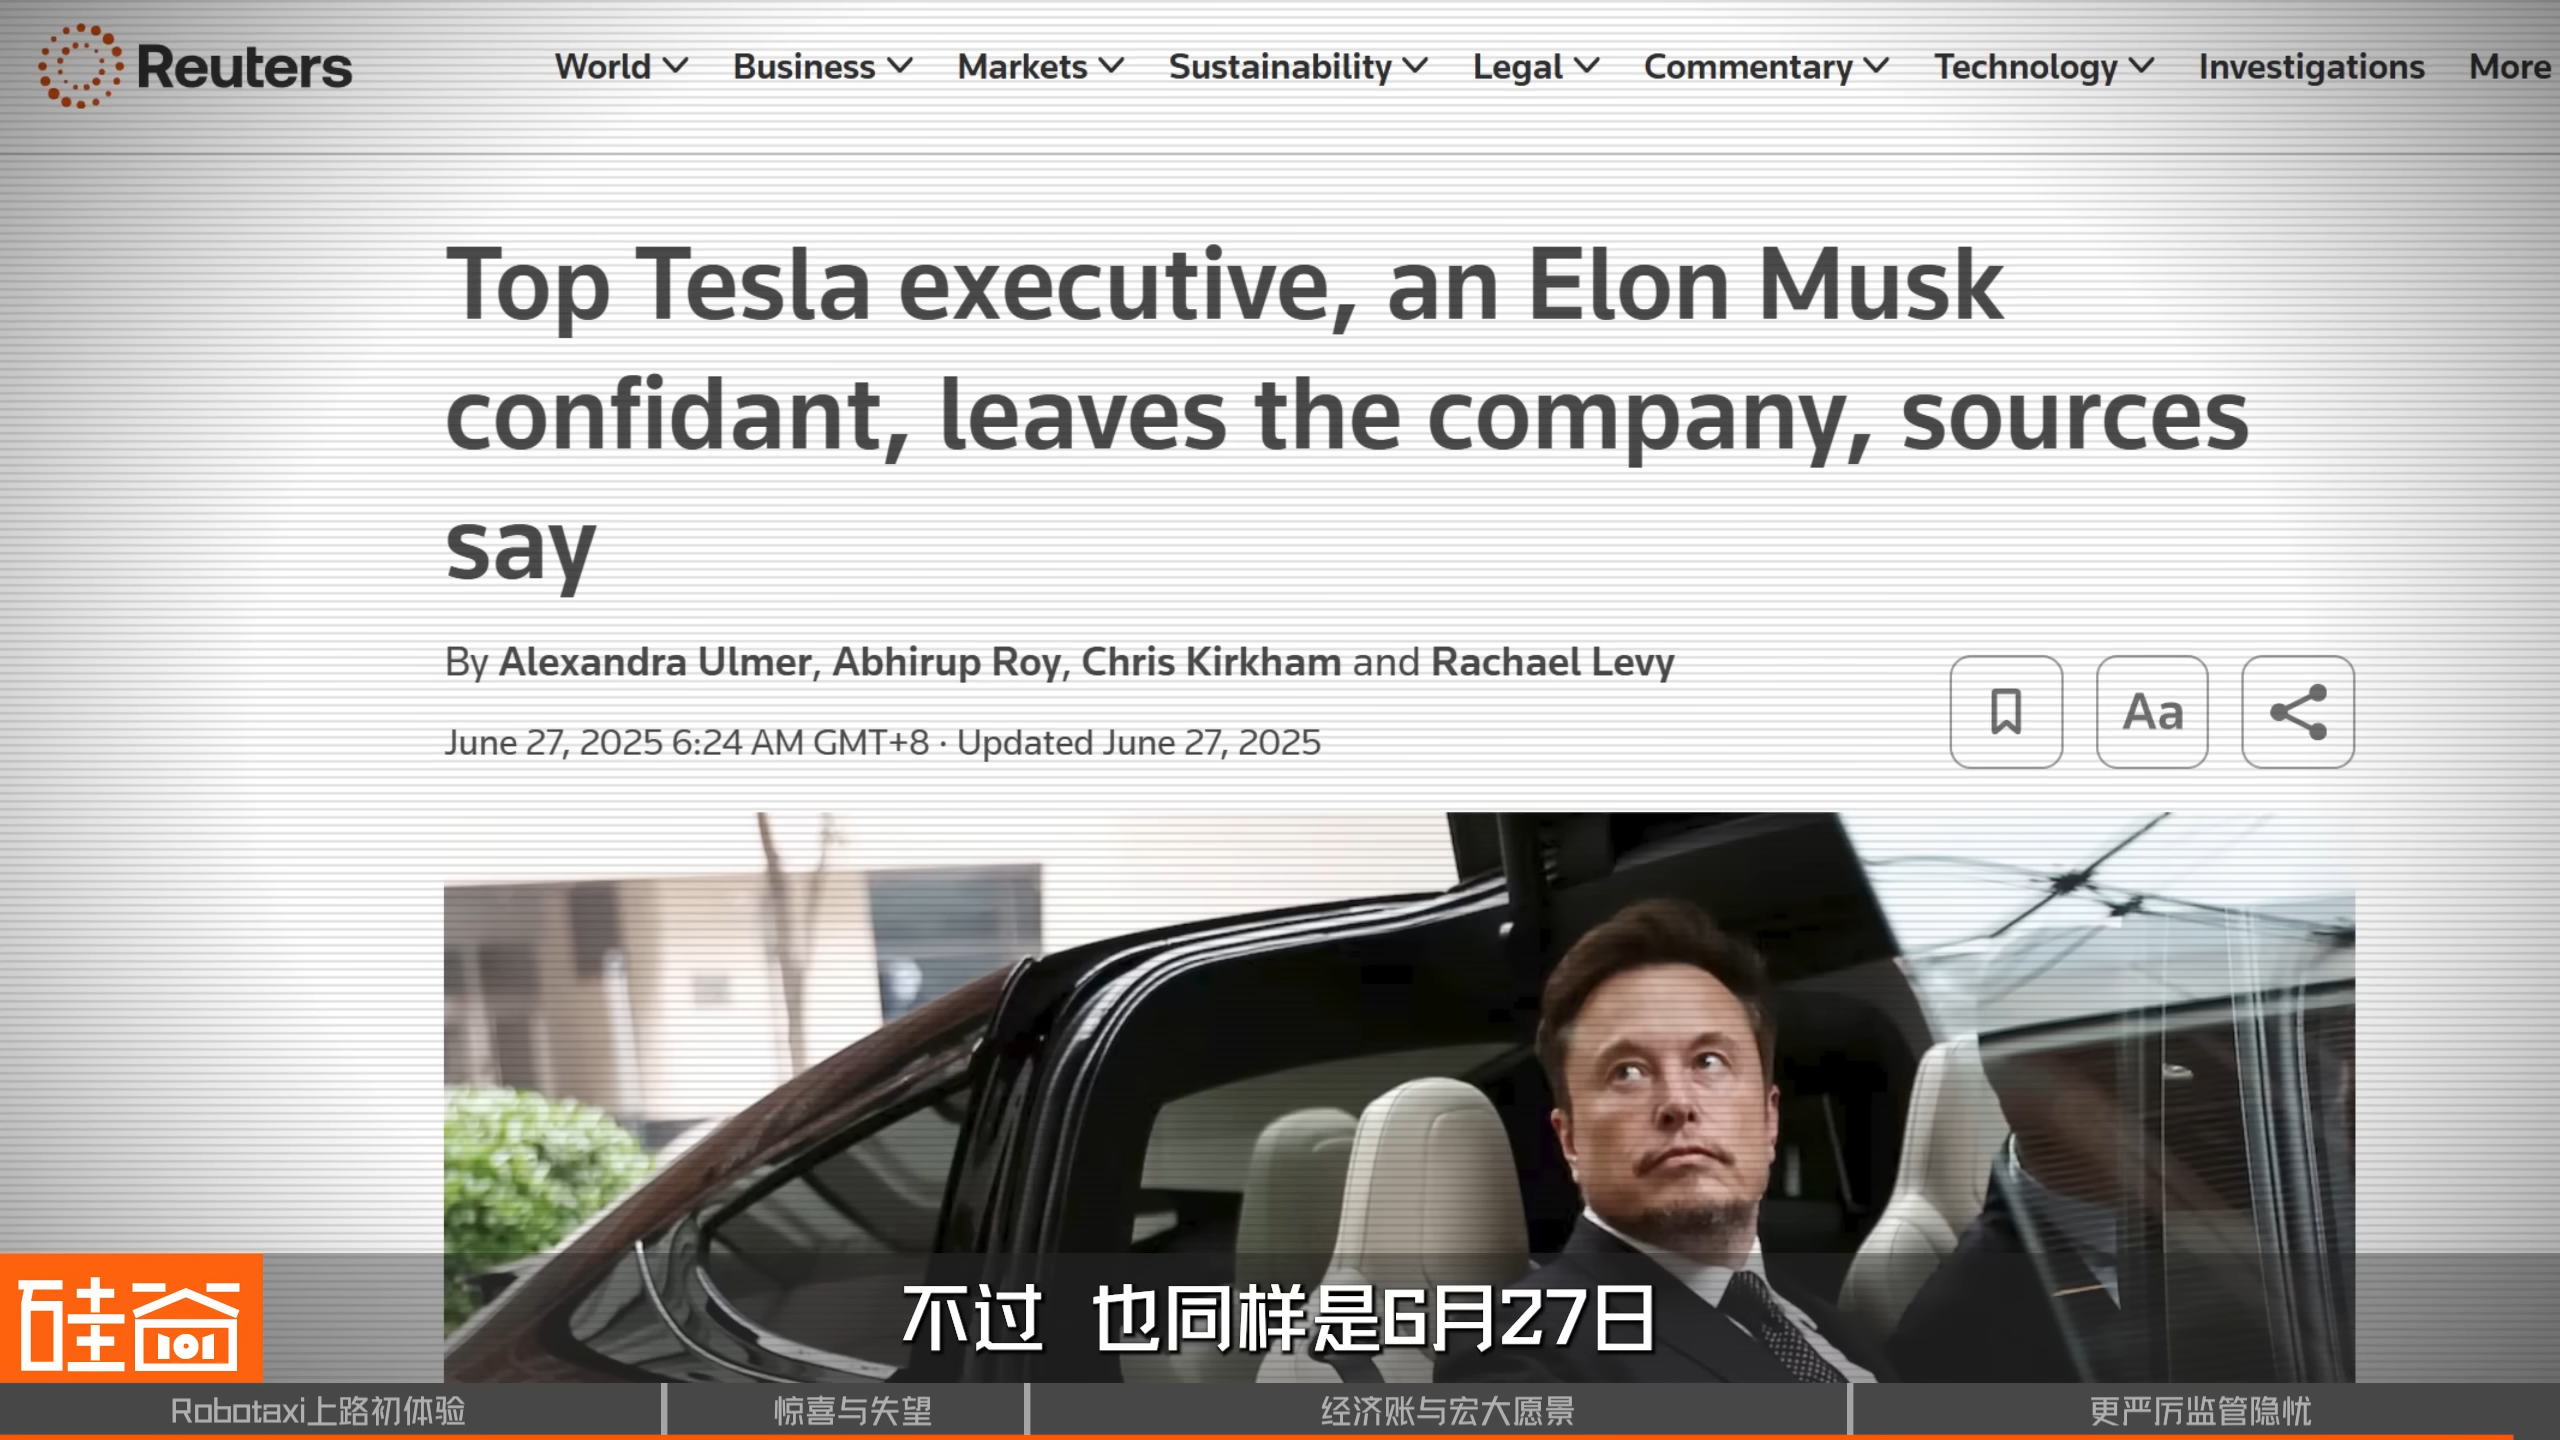 Reuters
World Business Markets Sustainability Legal Commentary Technology Investigations More
Top Tesla executive, an Elon Musk
confidant, leaves the company, sources
say
By Alexandra Ulmer, Abhirup Roy, Chris Kirkham and Rachael Levy
June 27, 2025 6:24 AM GMT+8 · Updated June 27, 2025
Aa
不过 也同样是6月27日
硅谷101
Robotaxi上路初体验 惊喜与失望 经济账与宏大愿景 更严厉监管隐忧